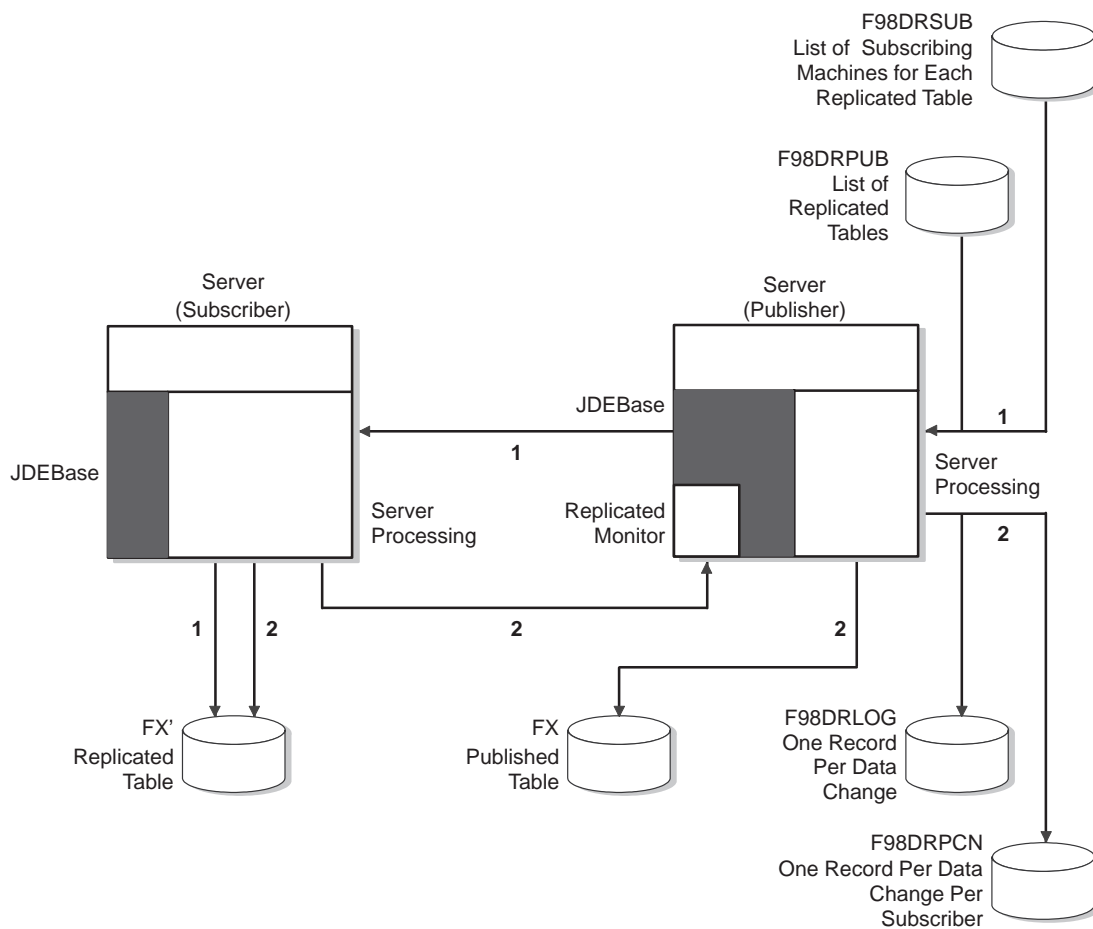 F98DRSUB
List of Subscribing
Machines for Each
Replicated Table
F98DRPUB
List of
Replicated
Tables
Server
(Subscriber)
Server
(Publisher)
JDEBase
1
1
JDEBase
Server
Processing
Server
Processing
Replicated
Monitor
2
1
2
2
2
FX'
Replicated
Table
FX
Published
Table
F98DRLOG
One Record
Per Data
Change
F98DRPCN
One Record Per Data
Change Per
Subscriber